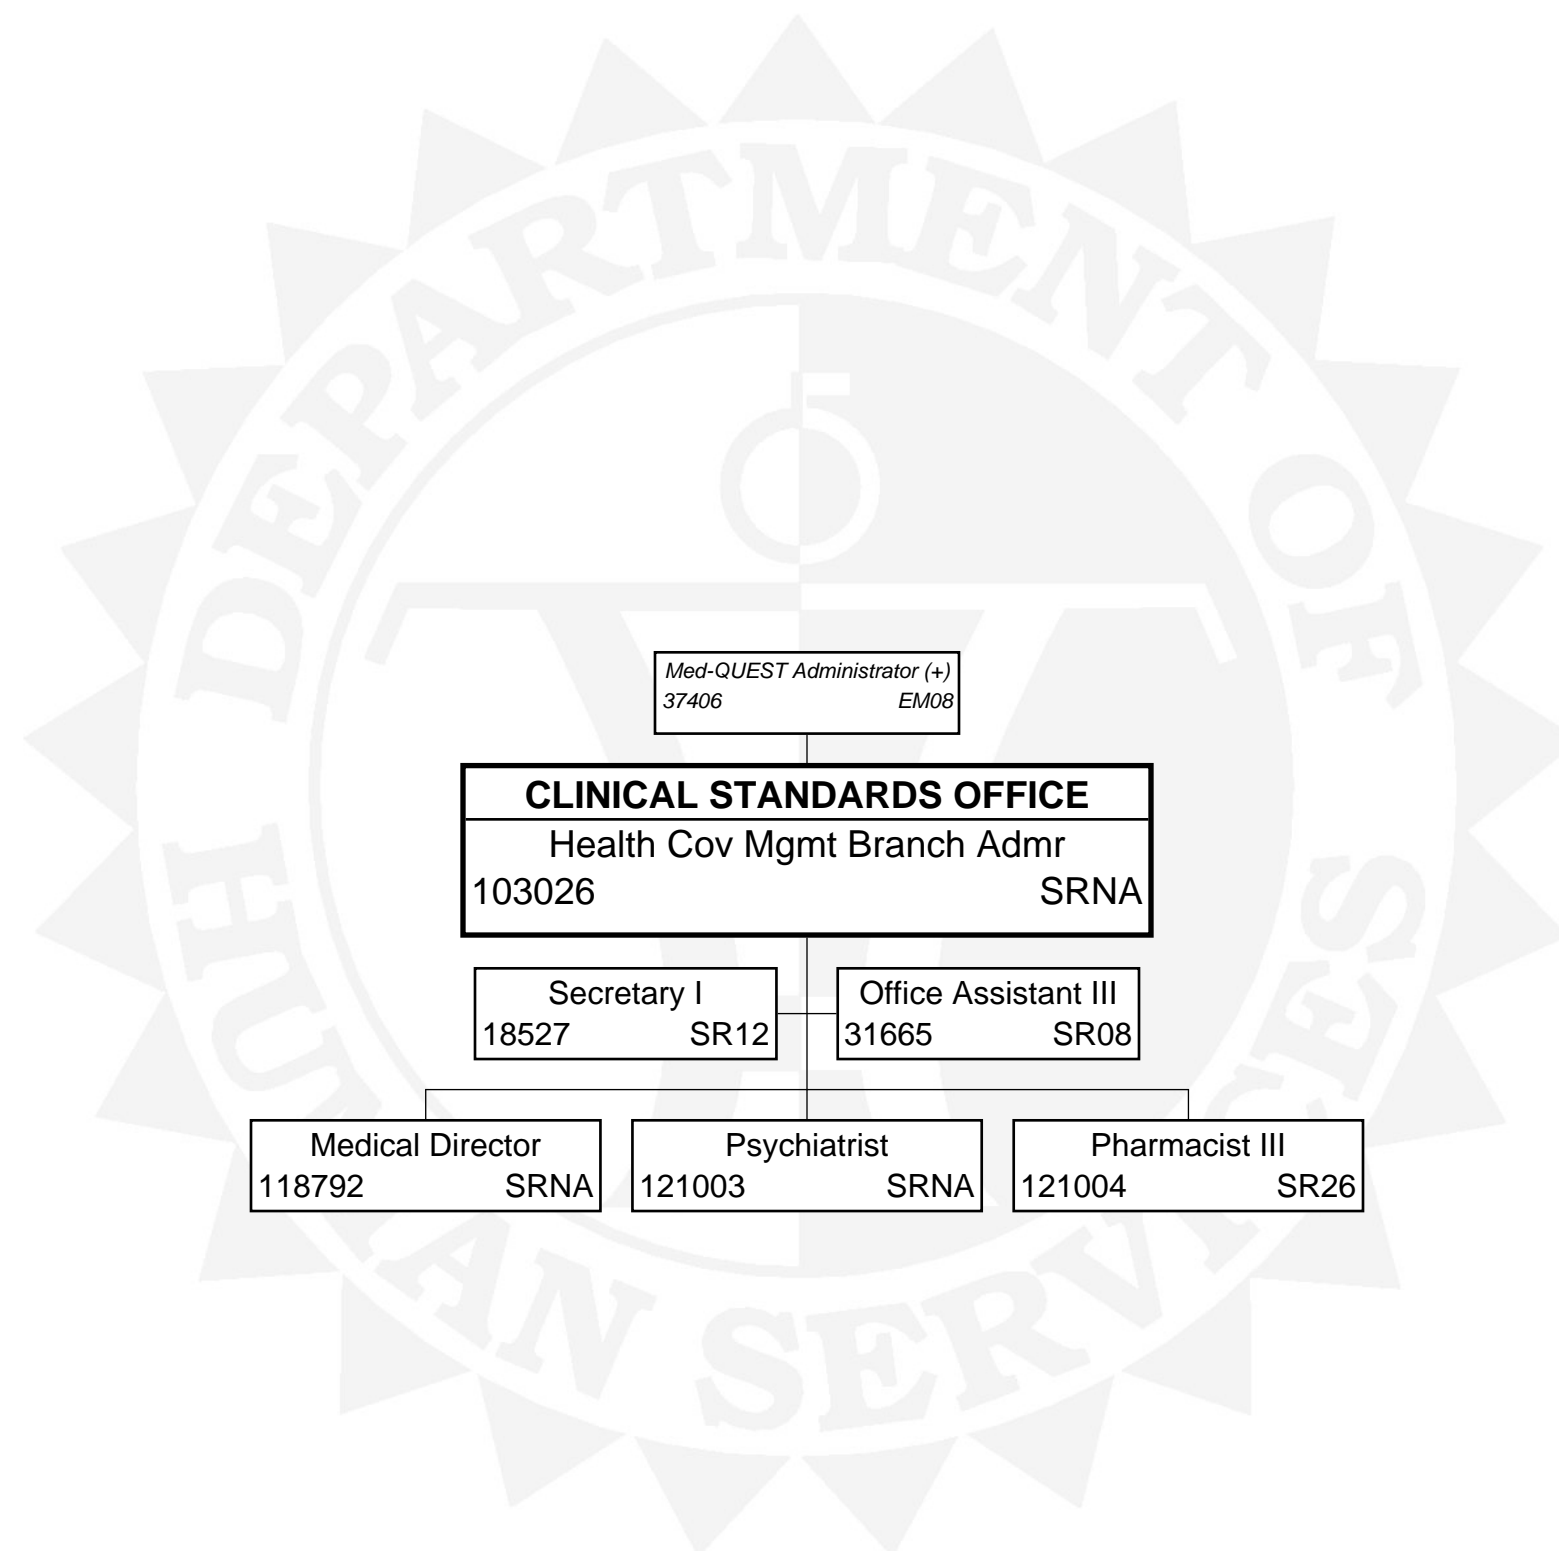 DEPARTMENT OF
HUMAN SERVICES
Med-QUEST Administrator (+)
37406 EM08
CLINICAL STANDARDS OFFICE
Health Cov Mgmt Branch Admr
103026 SRNA
Secretary I
18527 SR12
Office Assistant III
31665 SR08
Medical Director
118792 SRNA
Psychiatrist
121003 SRNA
Pharmacist III
121004 SR26